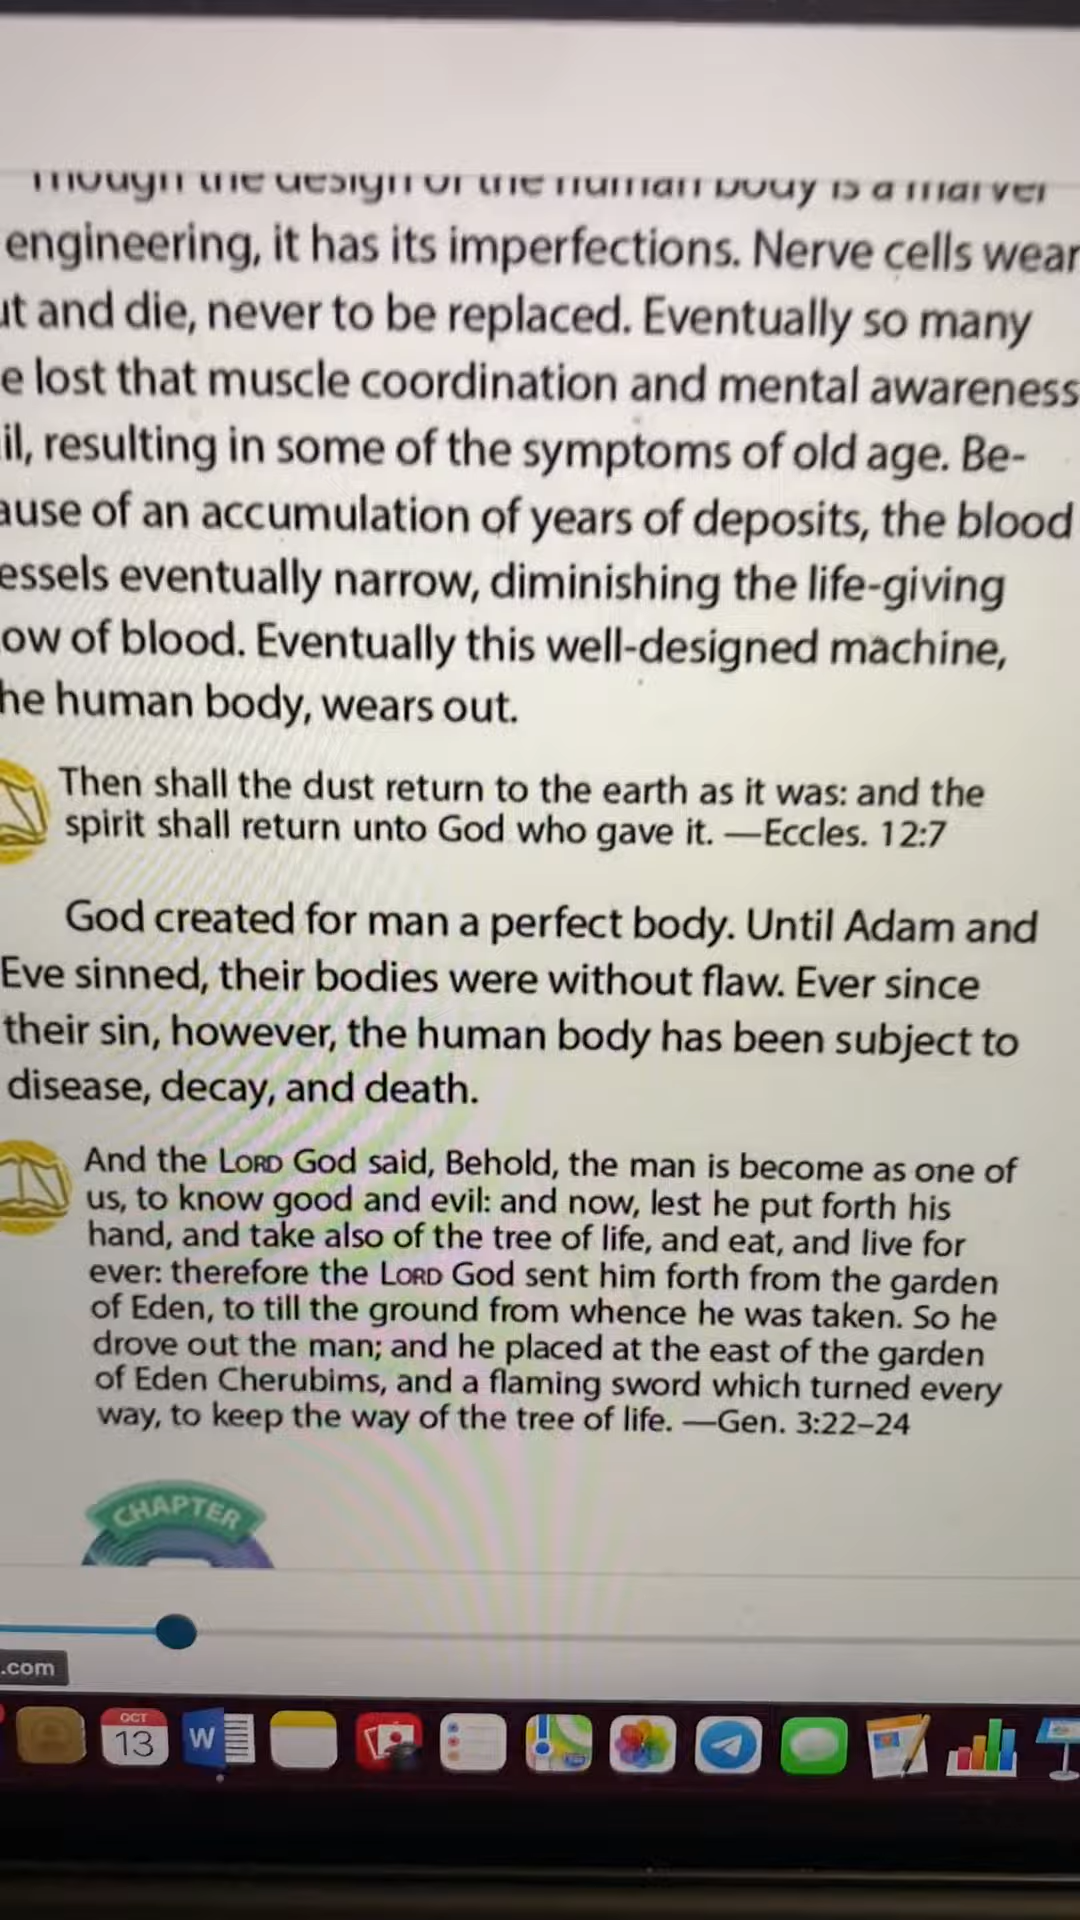 Though the design of the human body is a marvel
engineering, it has its imperfections. Nerve cells wear
ut and die, never to be replaced. Eventually so many
e lost that muscle coordination and mental awareness
il, resulting in some of the symptoms of old age. Be-
ause of an accumulation of years of deposits, the blood
essels eventually narrow, diminishing the life-giving
ow of blood. Eventually this well-designed machine,
he human body, wears out.
Then shall the dust return to the earth as it was: and the
spirit shall return unto God who gave it. —Eccles. 12:7
God created for man a perfect body. Until Adam and
Eve sinned, their bodies were without flaw. Ever since
their sin, however, the human body has been subject to
disease, decay, and death.
And the LORD God said, Behold, the man is become as one of
us, to know good and evil: and now, lest he put forth his
hand, and take also of the tree of life, and eat, and live for
ever: therefore the LORD God sent him forth from the garden
of Eden, to till the ground from whence he was taken. So he
drove out the man; and he placed at the east of the garden
of Eden Cherubims, and a flaming sword which turned every
way, to keep the way of the tree of life. —Gen. 3:22–24
CHAPTER
.com
OCT
13
W